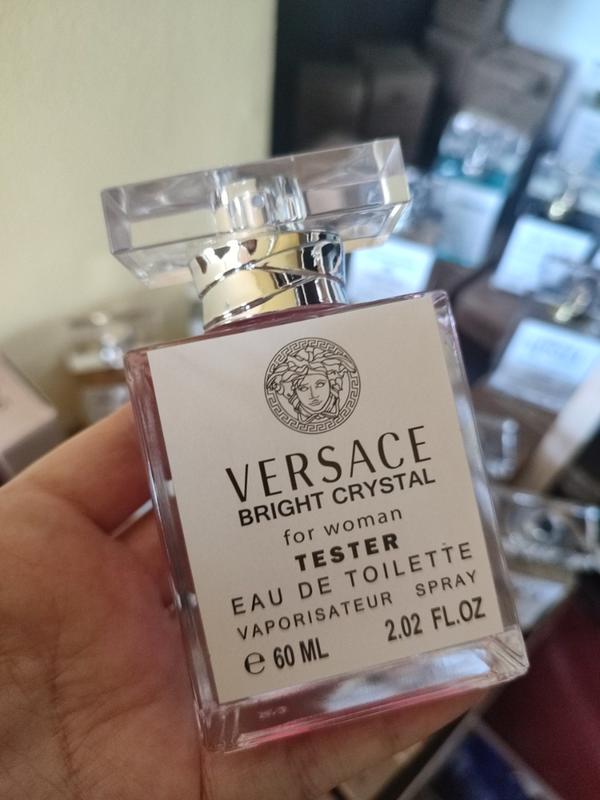 VERSACE
BRIGHT CRYSTAL
for woman
TESTER
EAU DE TOILETTE
VAPORISATEUR SPRAY
℮ 60 ML 2.02 FL.OZ